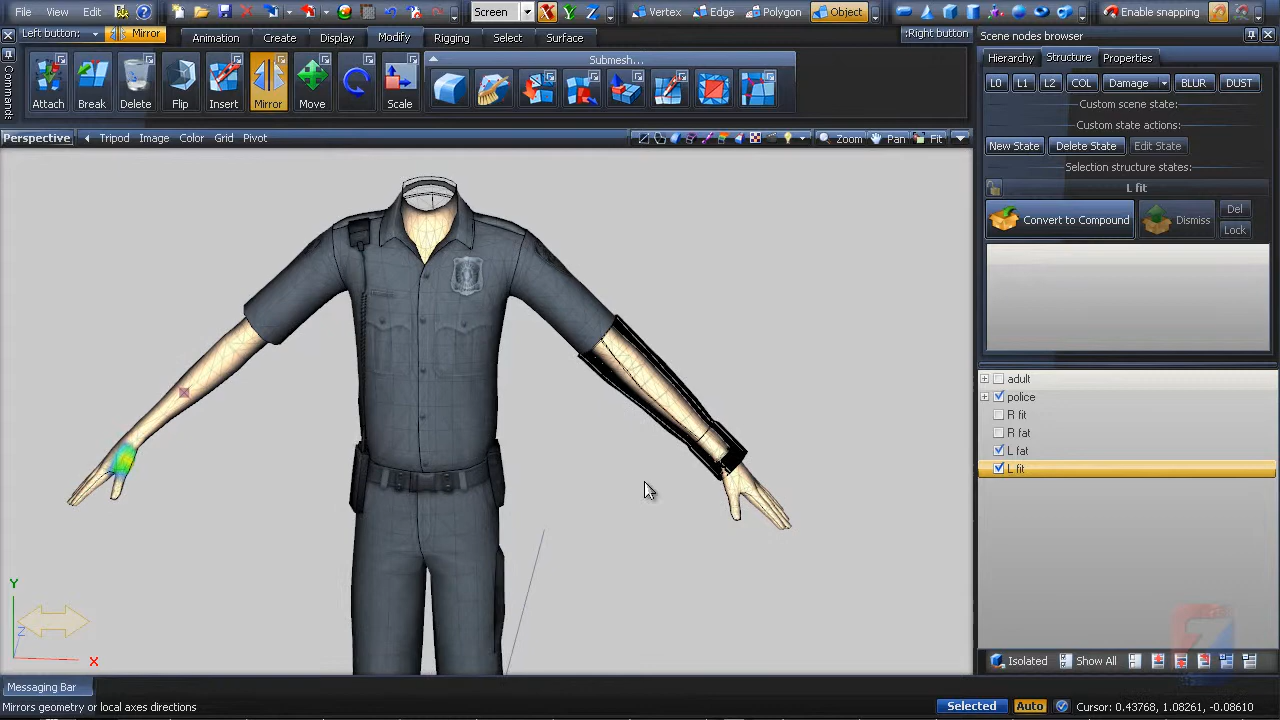 File View Edit Screen X Y Z Vertex Edge Polygon Object Enable snapping
Left button: Mirror Animation Create Display Modify Rigging Select Surface :Right button
Commands
Attach Break Delete Flip Insert Mirror Move Scale
Submesh...
Perspective Tripod Image Color Grid Pivot Zoom Pan Fit
Scene nodes browser
Hierarchy Structure Properties
L0 L1 L2 COL Damage BLUR DUST
Custom scene state:
Custom state actions:
New State Delete State Edit State
Selection structure states:
L fit
Convert to Compound Dismiss Del
Lock
adult
police
R fit
R fat
L fat
L fit
Y
Z
X
Isolated Show All
Messaging Bar
Mirrors geometry or local axes directions Selected Auto Cursor: 0.43768, 1.08261, -0.08610